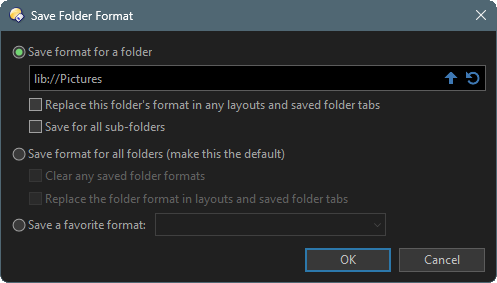 Save Folder Format
Save format for a folder
lib://Pictures
Replace this folder's format in any layouts and saved folder tabs
Save for all sub-folders
Save format for all folders (make this the default)
Clear any saved folder formats
Replace the folder format in layouts and saved folder tabs
Save a favorite format:
OK Cancel